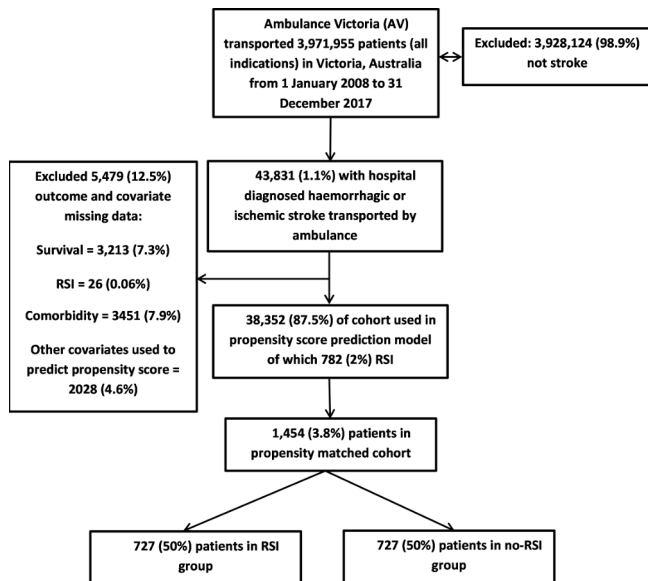 Ambulance Victoria (AV)
transported 3,971,955 patients (all
indications) in Victoria, Australia
from 1 January 2008 to 31
December 2017
Excluded: 3,928,124 (98.9%)
not stroke
43,831 (1.1%) with hospital
diagnosed haemorrhagic or
ischemic stroke transported by
ambulance
Excluded 5,479 (12.5%)
outcome and covariate
missing data:
Survival = 3,213 (7.3%)
RSI = 26 (0.06%)
Comorbidity = 3451 (7.9%)
Other covariates used to
predict propensity score =
2028 (4.6%)
38,352 (87.5%) of cohort used in
propensity score prediction model
of which 782 (2%) RSI
1,454 (3.8%) patients in
propensity matched cohort
727 (50%) patients in RSI
group
727 (50%) patients in no-RSI
group